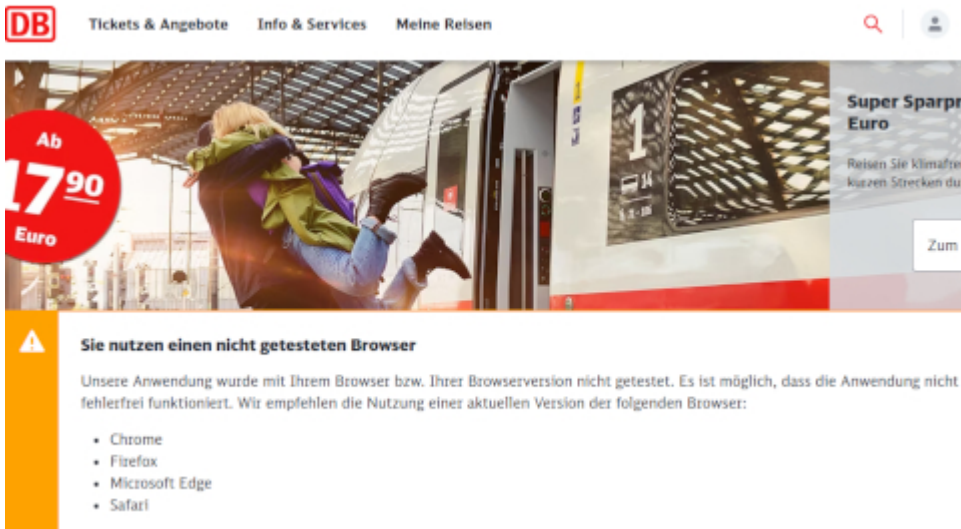 DB
Tickets & Angebote Info & Services Meine Reisen
Ab
17⁹⁰
Euro
1
14
Super Sparpr
Euro
Reisen Sie klimafre
kurzen Strecken du
Zum
Sie nutzen einen nicht getesteten Browser
Unsere Anwendung wurde mit Ihrem Browser bzw. Ihrer Browserversion nicht getestet. Es ist möglich, dass die Anwendung nicht
fehlerfrei funktioniert. Wir empfehlen die Nutzung einer aktuellen Version der folgenden Browser:
• Chrome
• Firefox
• Microsoft Edge
• Safari